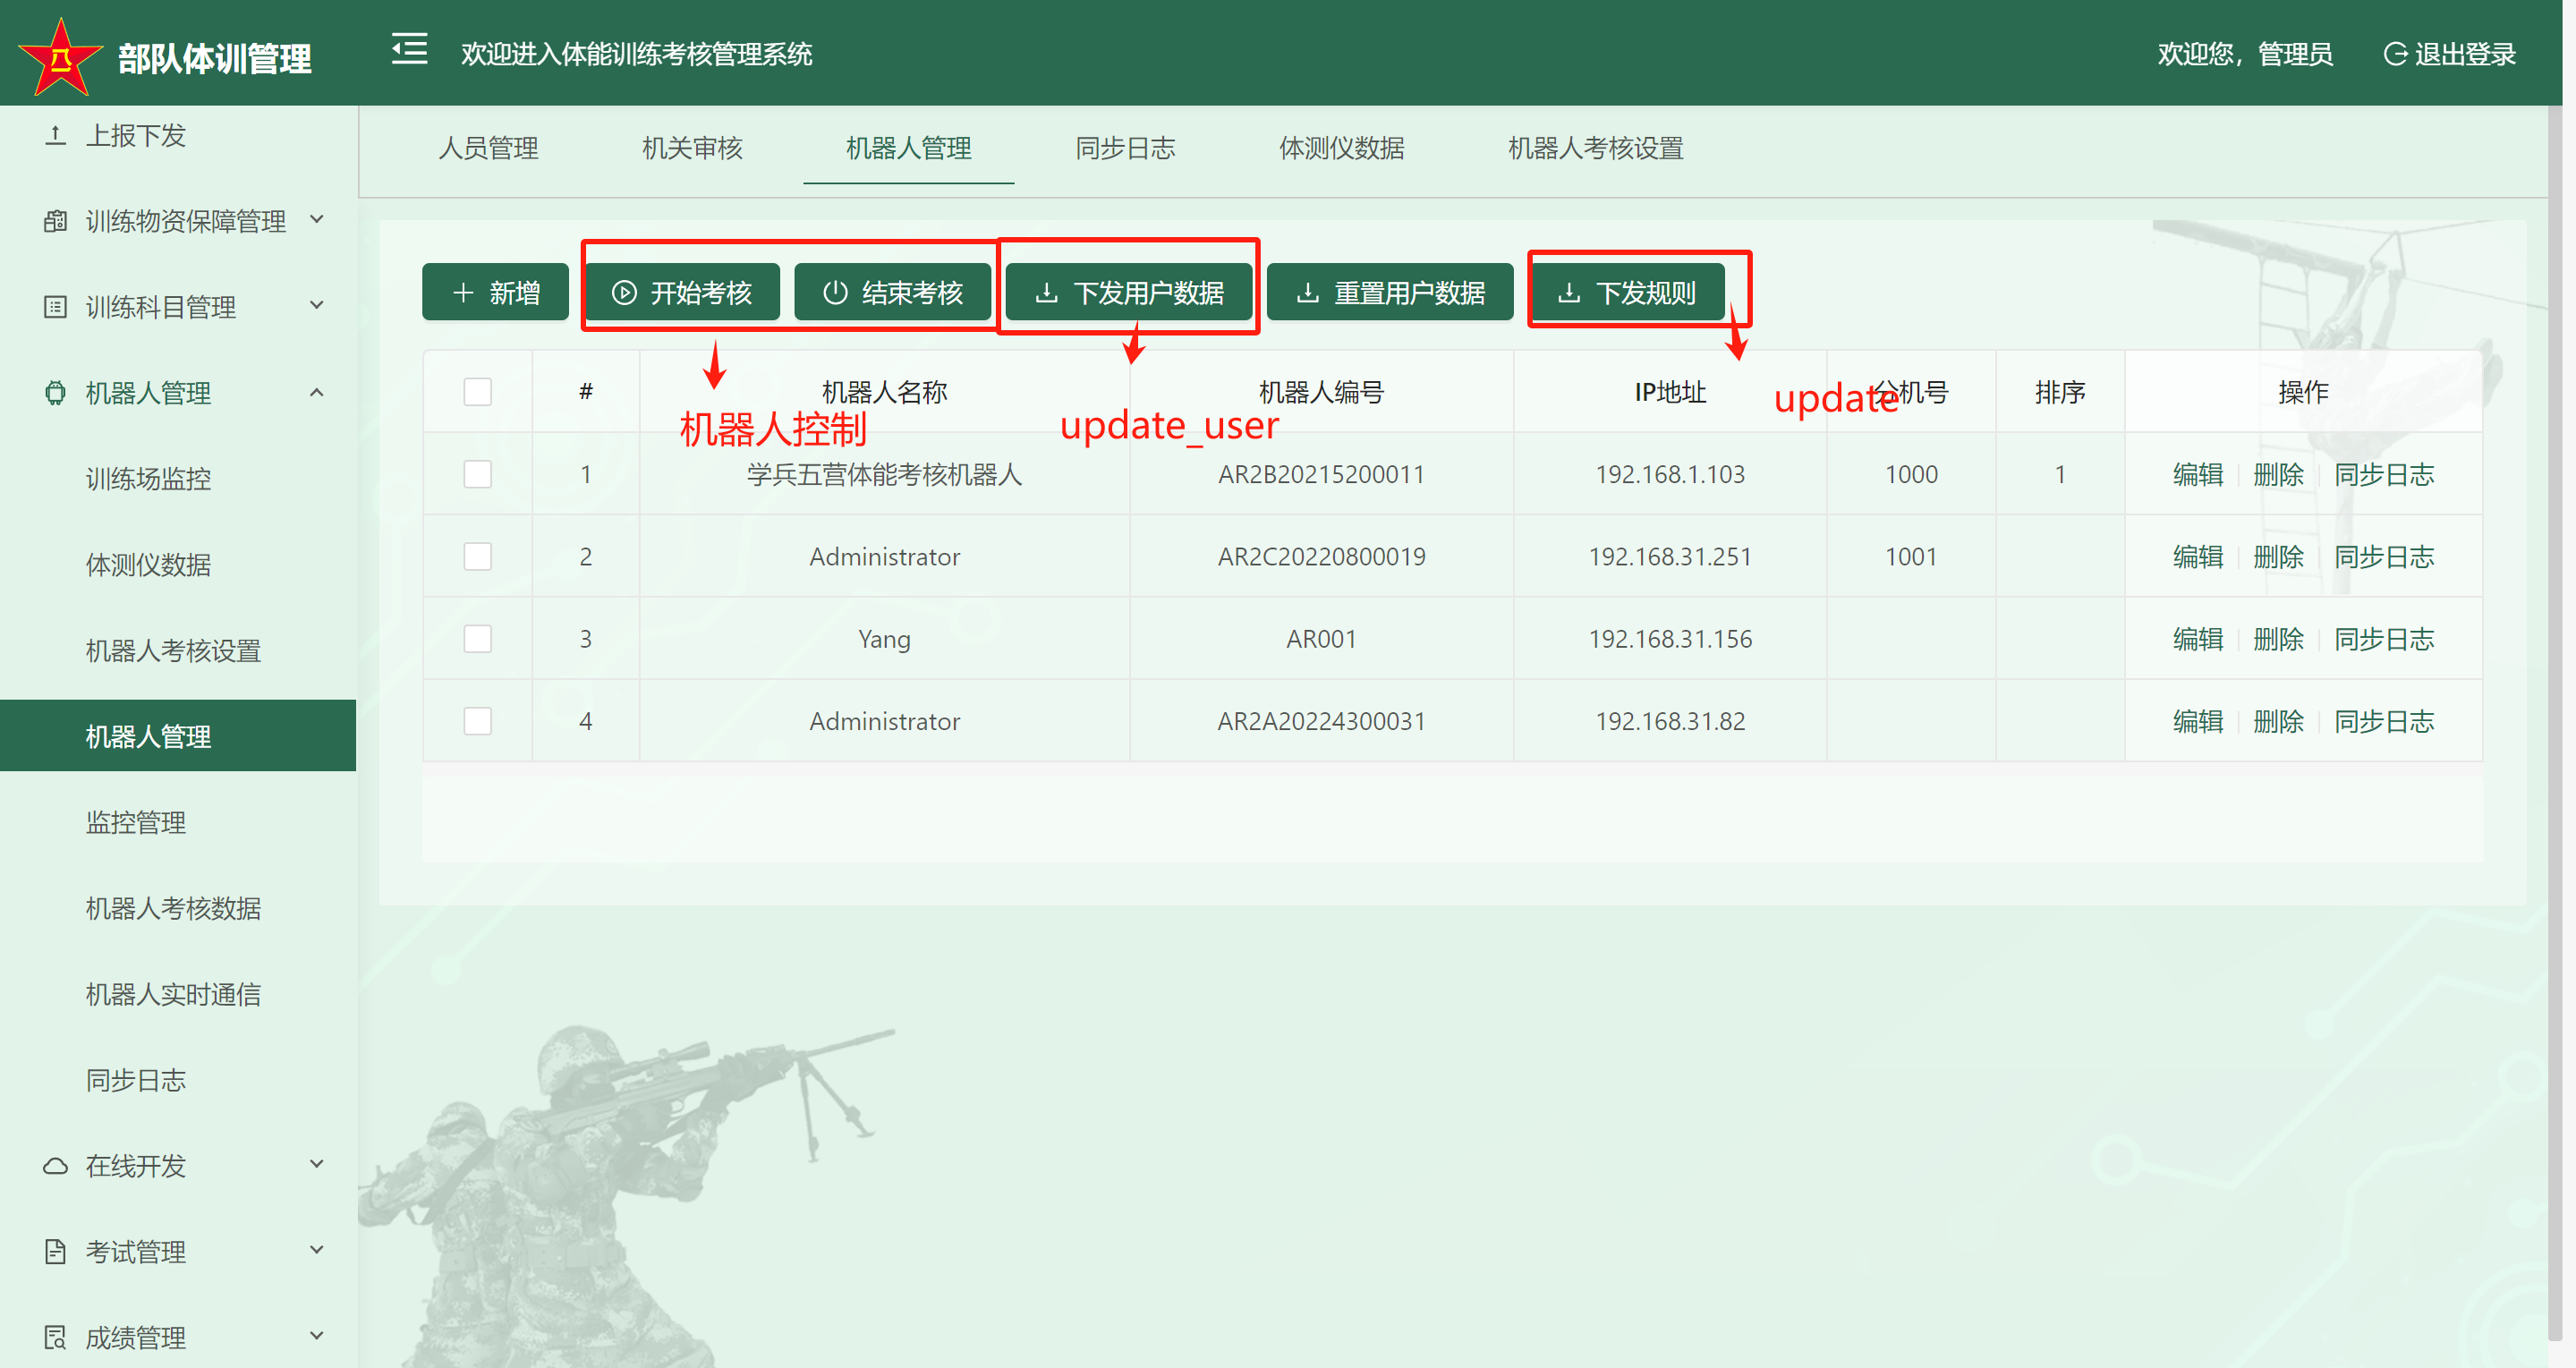 八
部队体训管理
欢迎进入体能训练考核管理系统
欢迎您，管理员
退出登录
上报下发
训练物资保障管理
训练科目管理
机器人管理
训练场监控
体测仪数据
机器人考核设置
机器人管理
监控管理
机器人考核数据
机器人实时通信
同步日志
在线开发
考试管理
成绩管理
人员管理 机关审核 机器人管理 同步日志 体测仪数据 机器人考核设置
新增 开始考核 结束考核 下发用户数据 重置用户数据 下发规则
# 机器人名称 机器人编号 IP地址 分机号 排序 操作
机器人控制 update_user update
1 学兵五营体能考核机器人 AR2B20215200011 192.168.1.103 1000 1 编辑 删除 同步日志
2 Administrator AR2C20220800019 192.168.31.251 1001 编辑 删除 同步日志
3 Yang AR001 192.168.31.156 编辑 删除 同步日志
4 Administrator AR2A20224300031 192.168.31.82 编辑 删除 同步日志